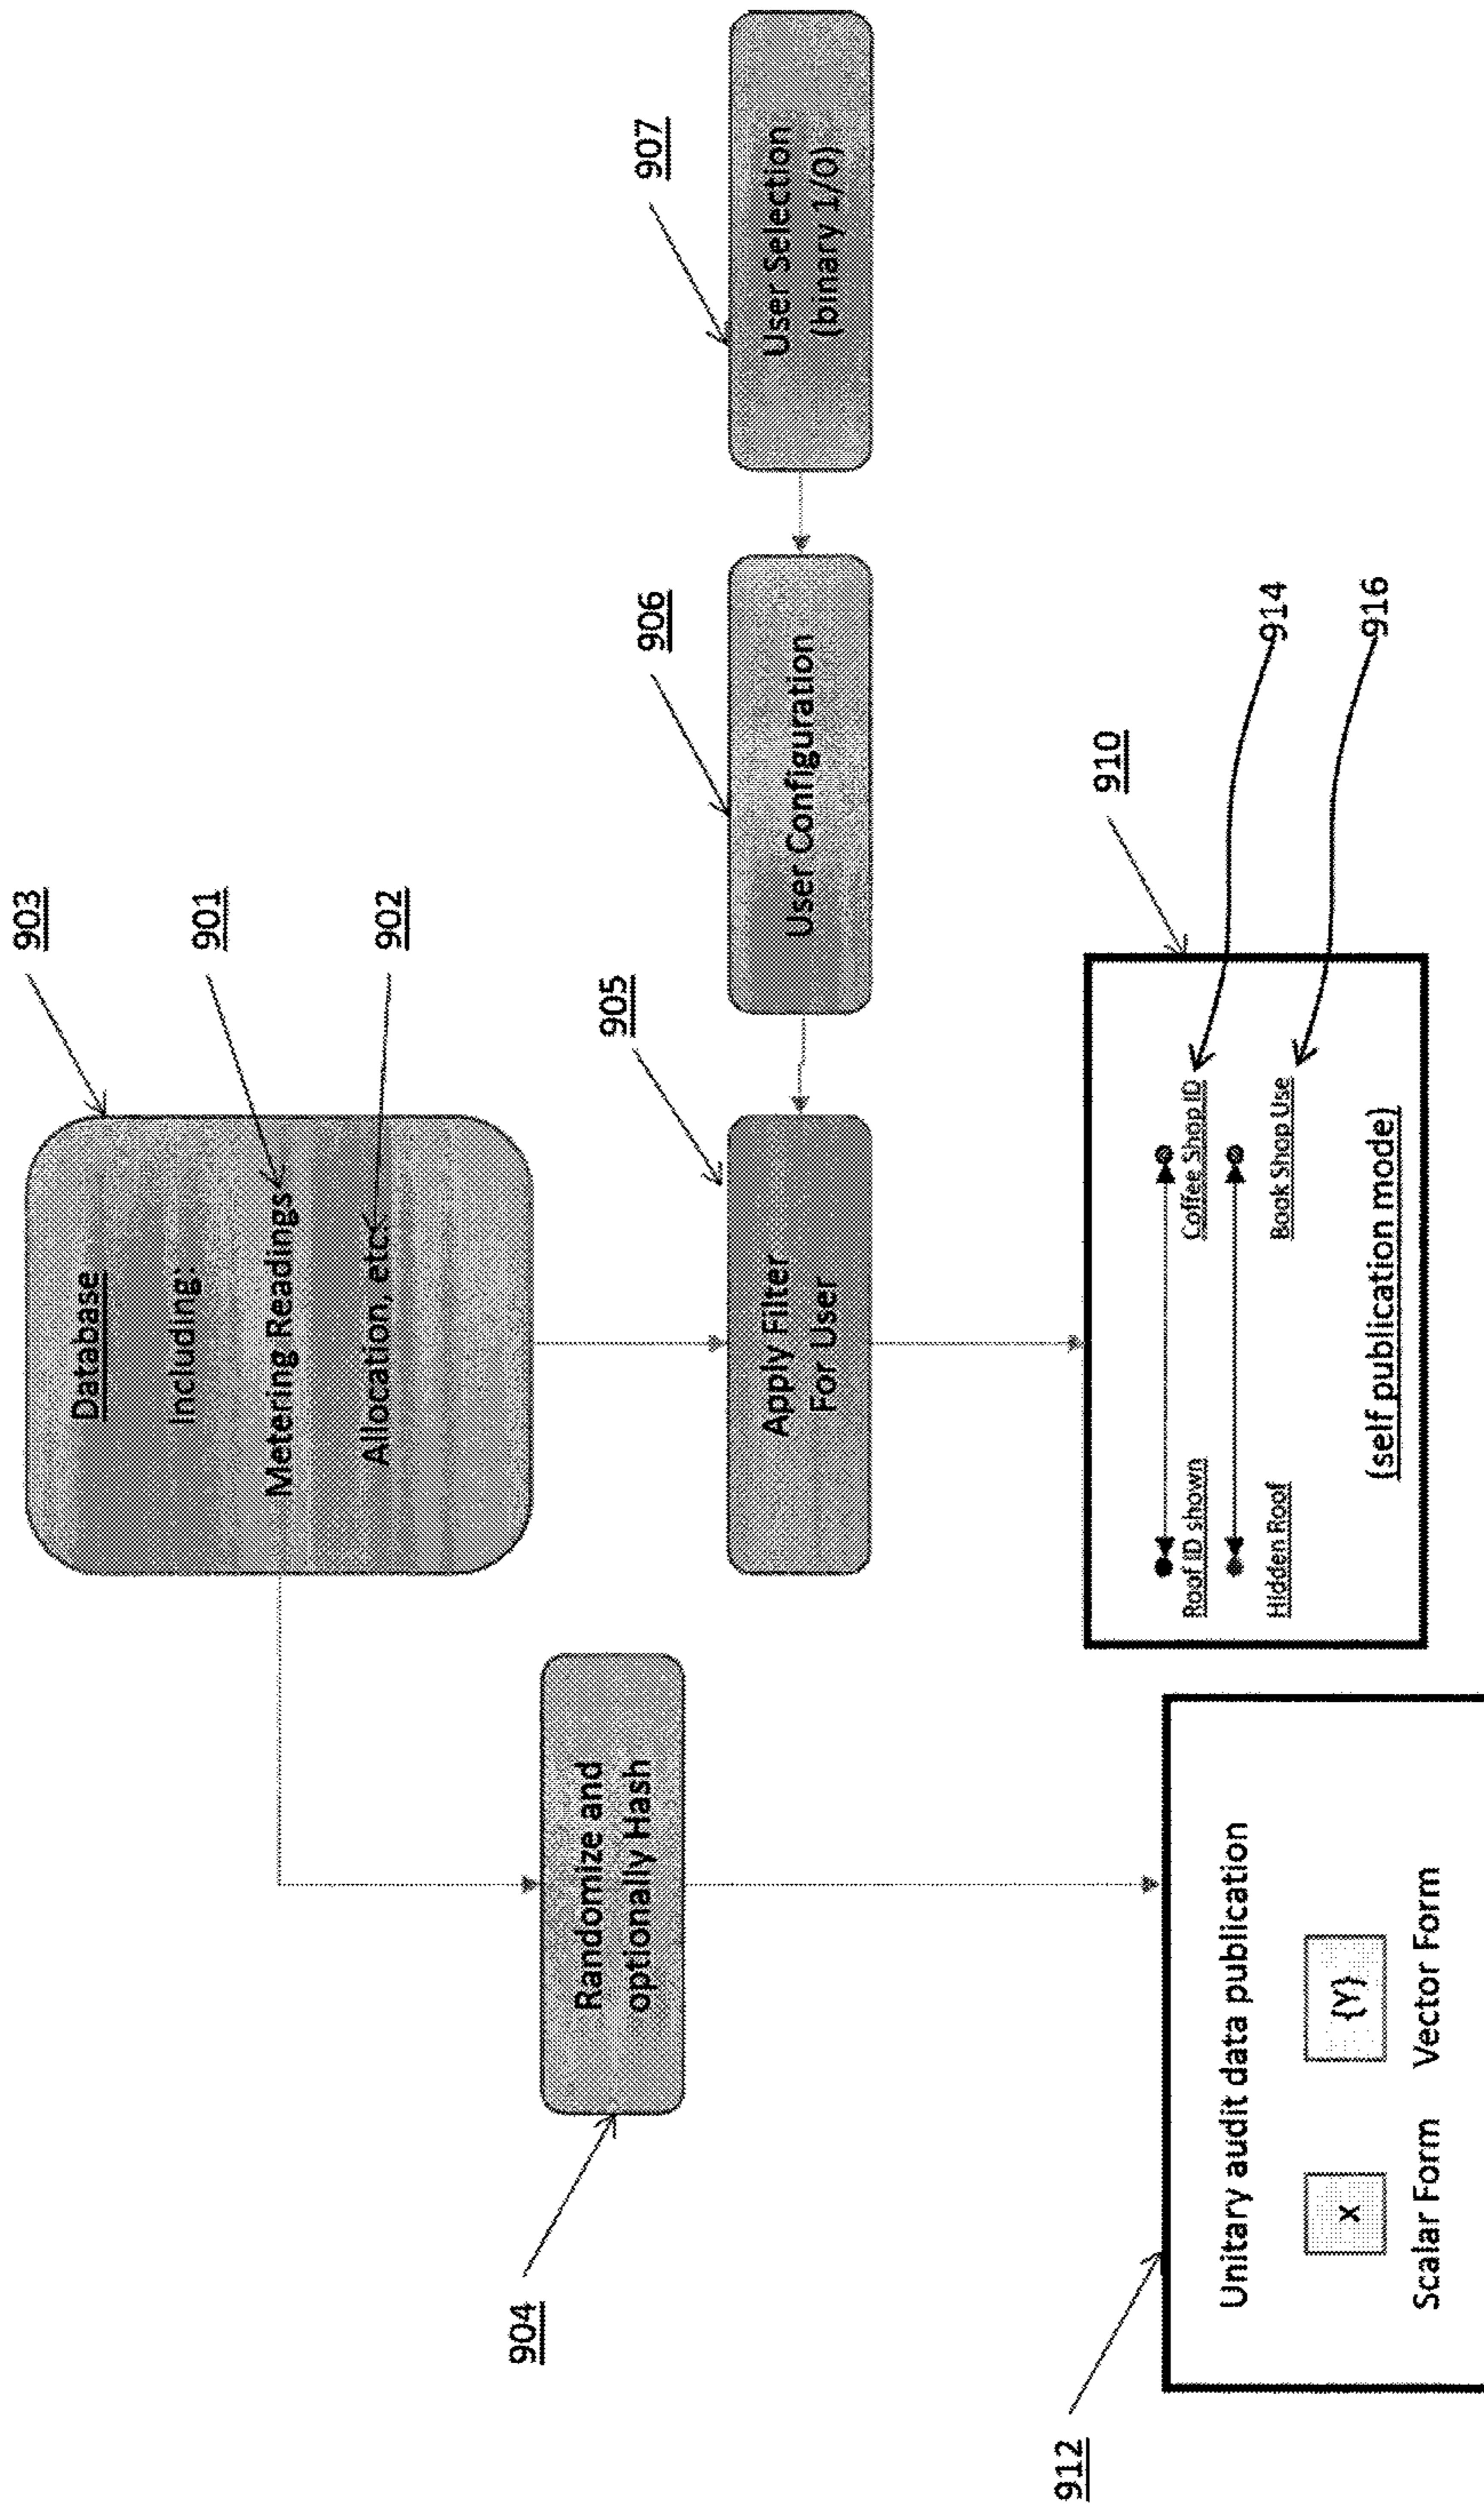 903
901
902
Database
Including:
Metering Readings
Allocation, etc.
904
Randomize and
optionally Hash
905
Apply Filter
For User
906
User Configuration
907
User Selection
(binary 1/0)
912
Unitary audit data publication
X
{Y}
Scalar Form
Vector Form
910
Roof ID shown
Coffee Shop ID
914
Hidden Roof
Book Shop Use
916
(self publication mode)